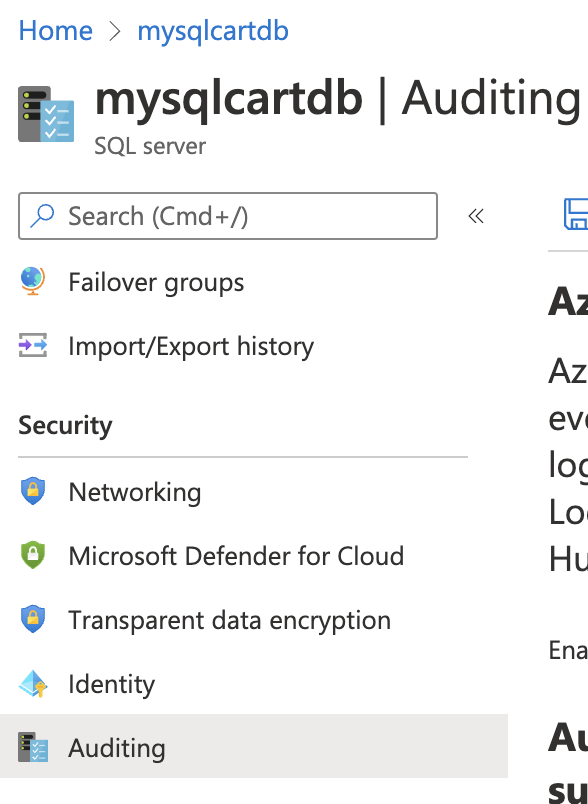 Home > mysqlcartdb
mysqlcartdb | Auditing
SQL server
Search (Cmd+/)
«
Failover groups
Import/Export history
Security
Networking
Microsoft Defender for Cloud
Transparent data encryption
Identity
Auditing
Az
Az
eve
log
Lo
Hu
Ena
Au
su